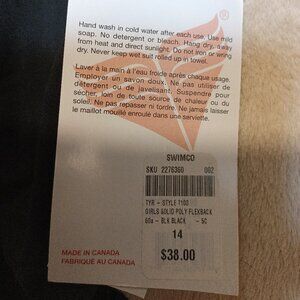 ®
Hand wash in cold water after each use. Use mild
soap. No detergent or bleach. Hang dry, away
from heat and direct sunlight. Do not iron or wring
dry. Never keep wet suit rolled up in towel.
Laver à la main à l'eau froide après chaque usage.
Employer un savon doux. Ne pas utiliser de
détergent ou de javelisant. Suspendre pour
sécher, loin de toute source de chaleur ou du
soleil. Ne pas repasser ni tordre. Ne jamais laisser
le maillot mouillé enroulé dans une serviette.
SWIMCO
SKU 2276360 002
TYR - STYLE 7100
GIRLS SOLID POLY FLEXBACK
60a - BLK BLACK - 5C
14
$38.00
MADE IN CANADA
FABRIQUÉ AU CANADA